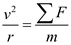 v²/r = ∑F/m